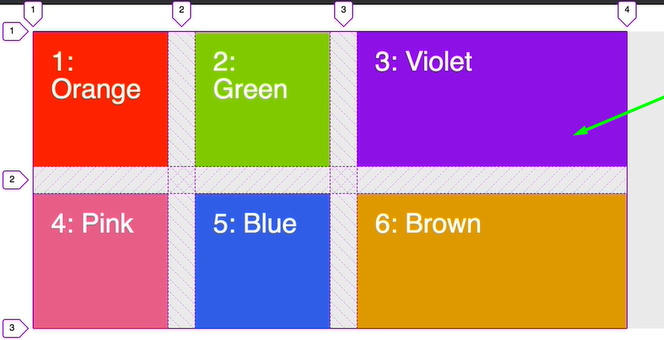 1 2 3 4
1
1:
Orange
2:
Green
3: Violet
2
4: Pink
5: Blue
6: Brown
3